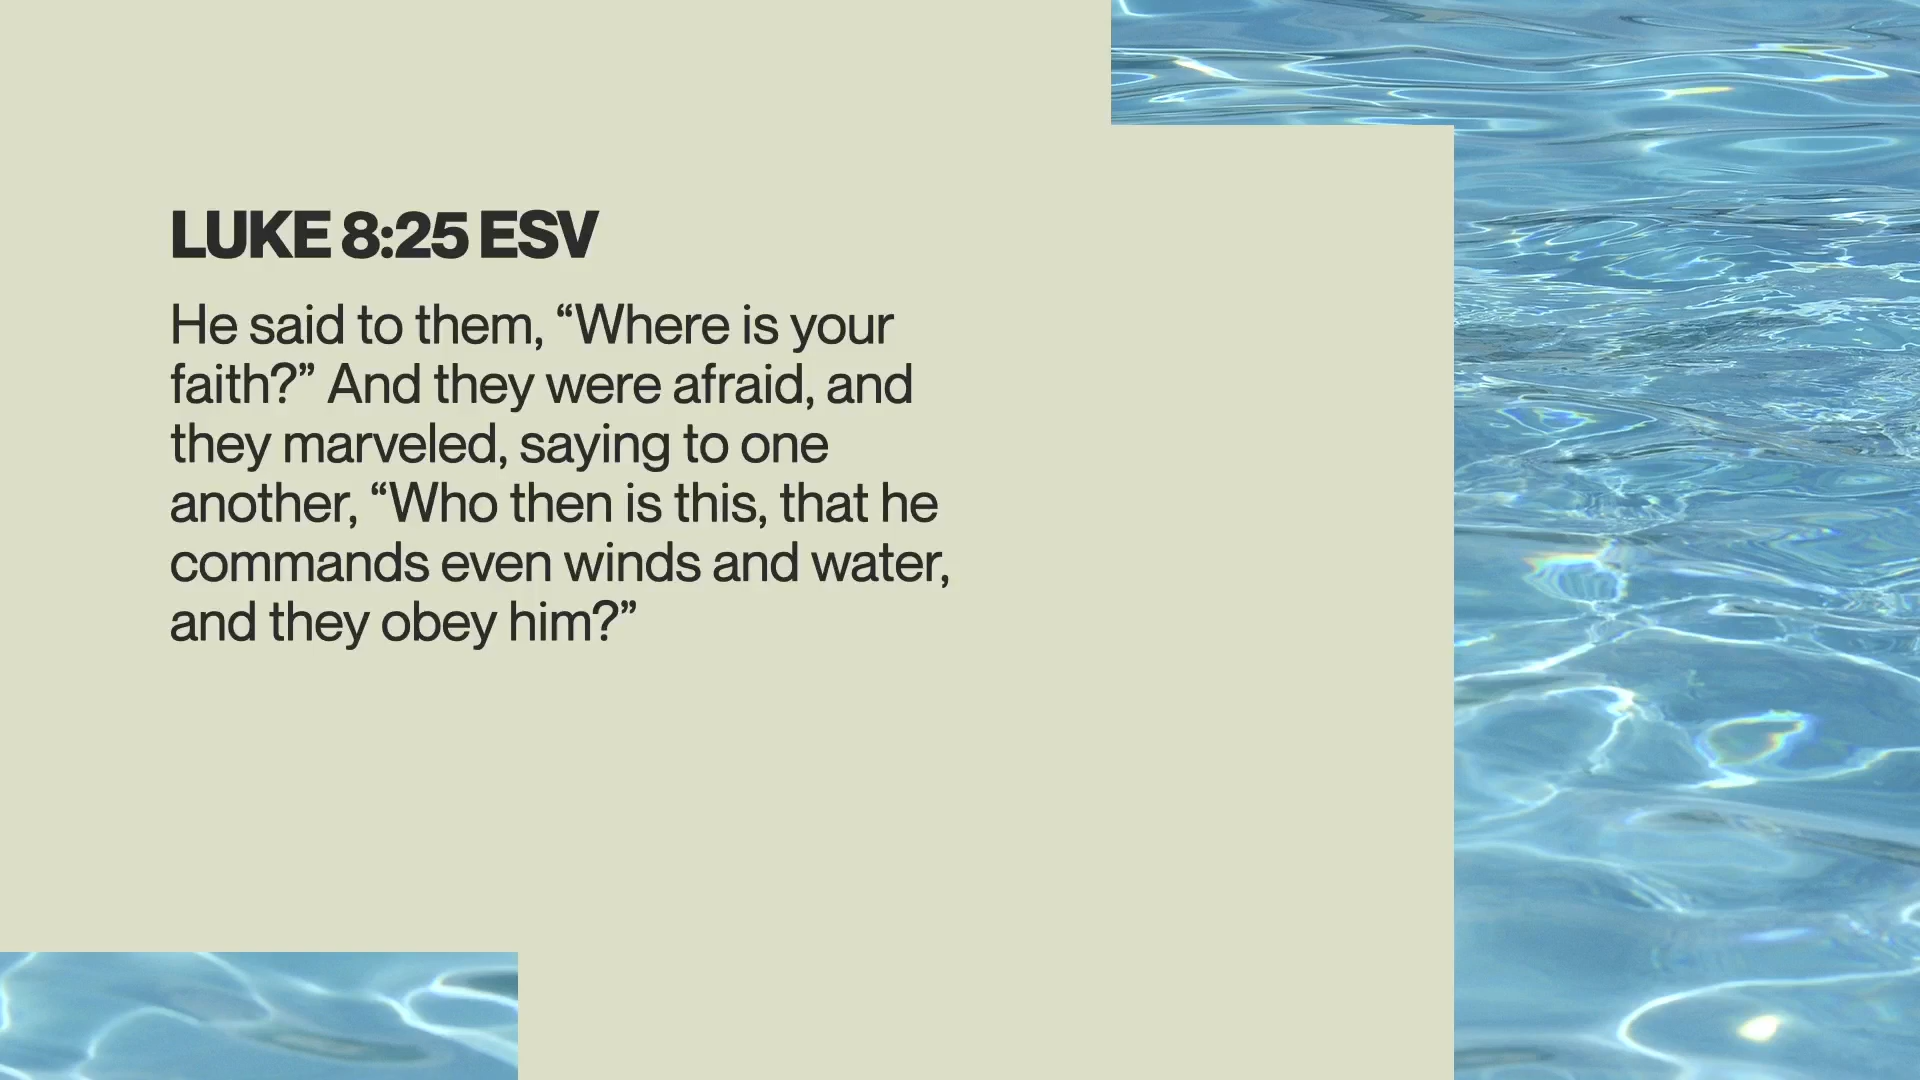 LUKE 8:25 ESV
He said to them, “Where is your
faith?” And they were afraid, and
they marveled, saying to one
another, “Who then is this, that he
commands even winds and water,
and they obey him?”